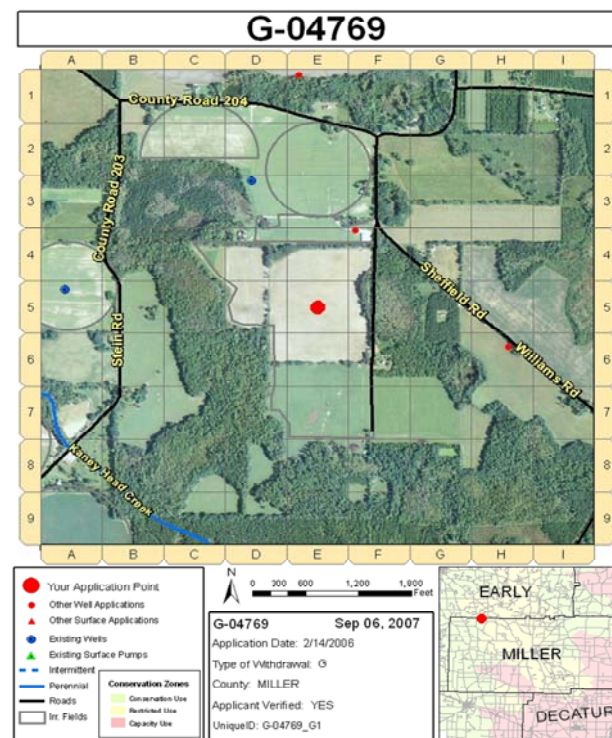 G-04769
A B C D E F G H I
1 1
2 2
3 3
4 4
5 5
6 6
7 7
8 8
9 9
A B C D E F G H I
County Road 204
County Road 203
Stein Rd
Sheffield Rd
Williams Rd
Kaney Head Creek
Your Application Point
Other Well Applications
Other Surface Applications
Existing Wells
Existing Surface Pumps
Intermittent
Perennial
Roads
Irr. Fields
Conservation Zones
Conservation Use
Restricted Use
Capacity Use
N
0 300 600 1,200 1,800
Feet
G-04769 Sep 06, 2007
Application Date: 2/14/2006
Type of Withdrawal: G
County: MILLER
Applicant Verified: YES
UniqueID: G-04769_G1
EARLY
MILLER
DECATUR